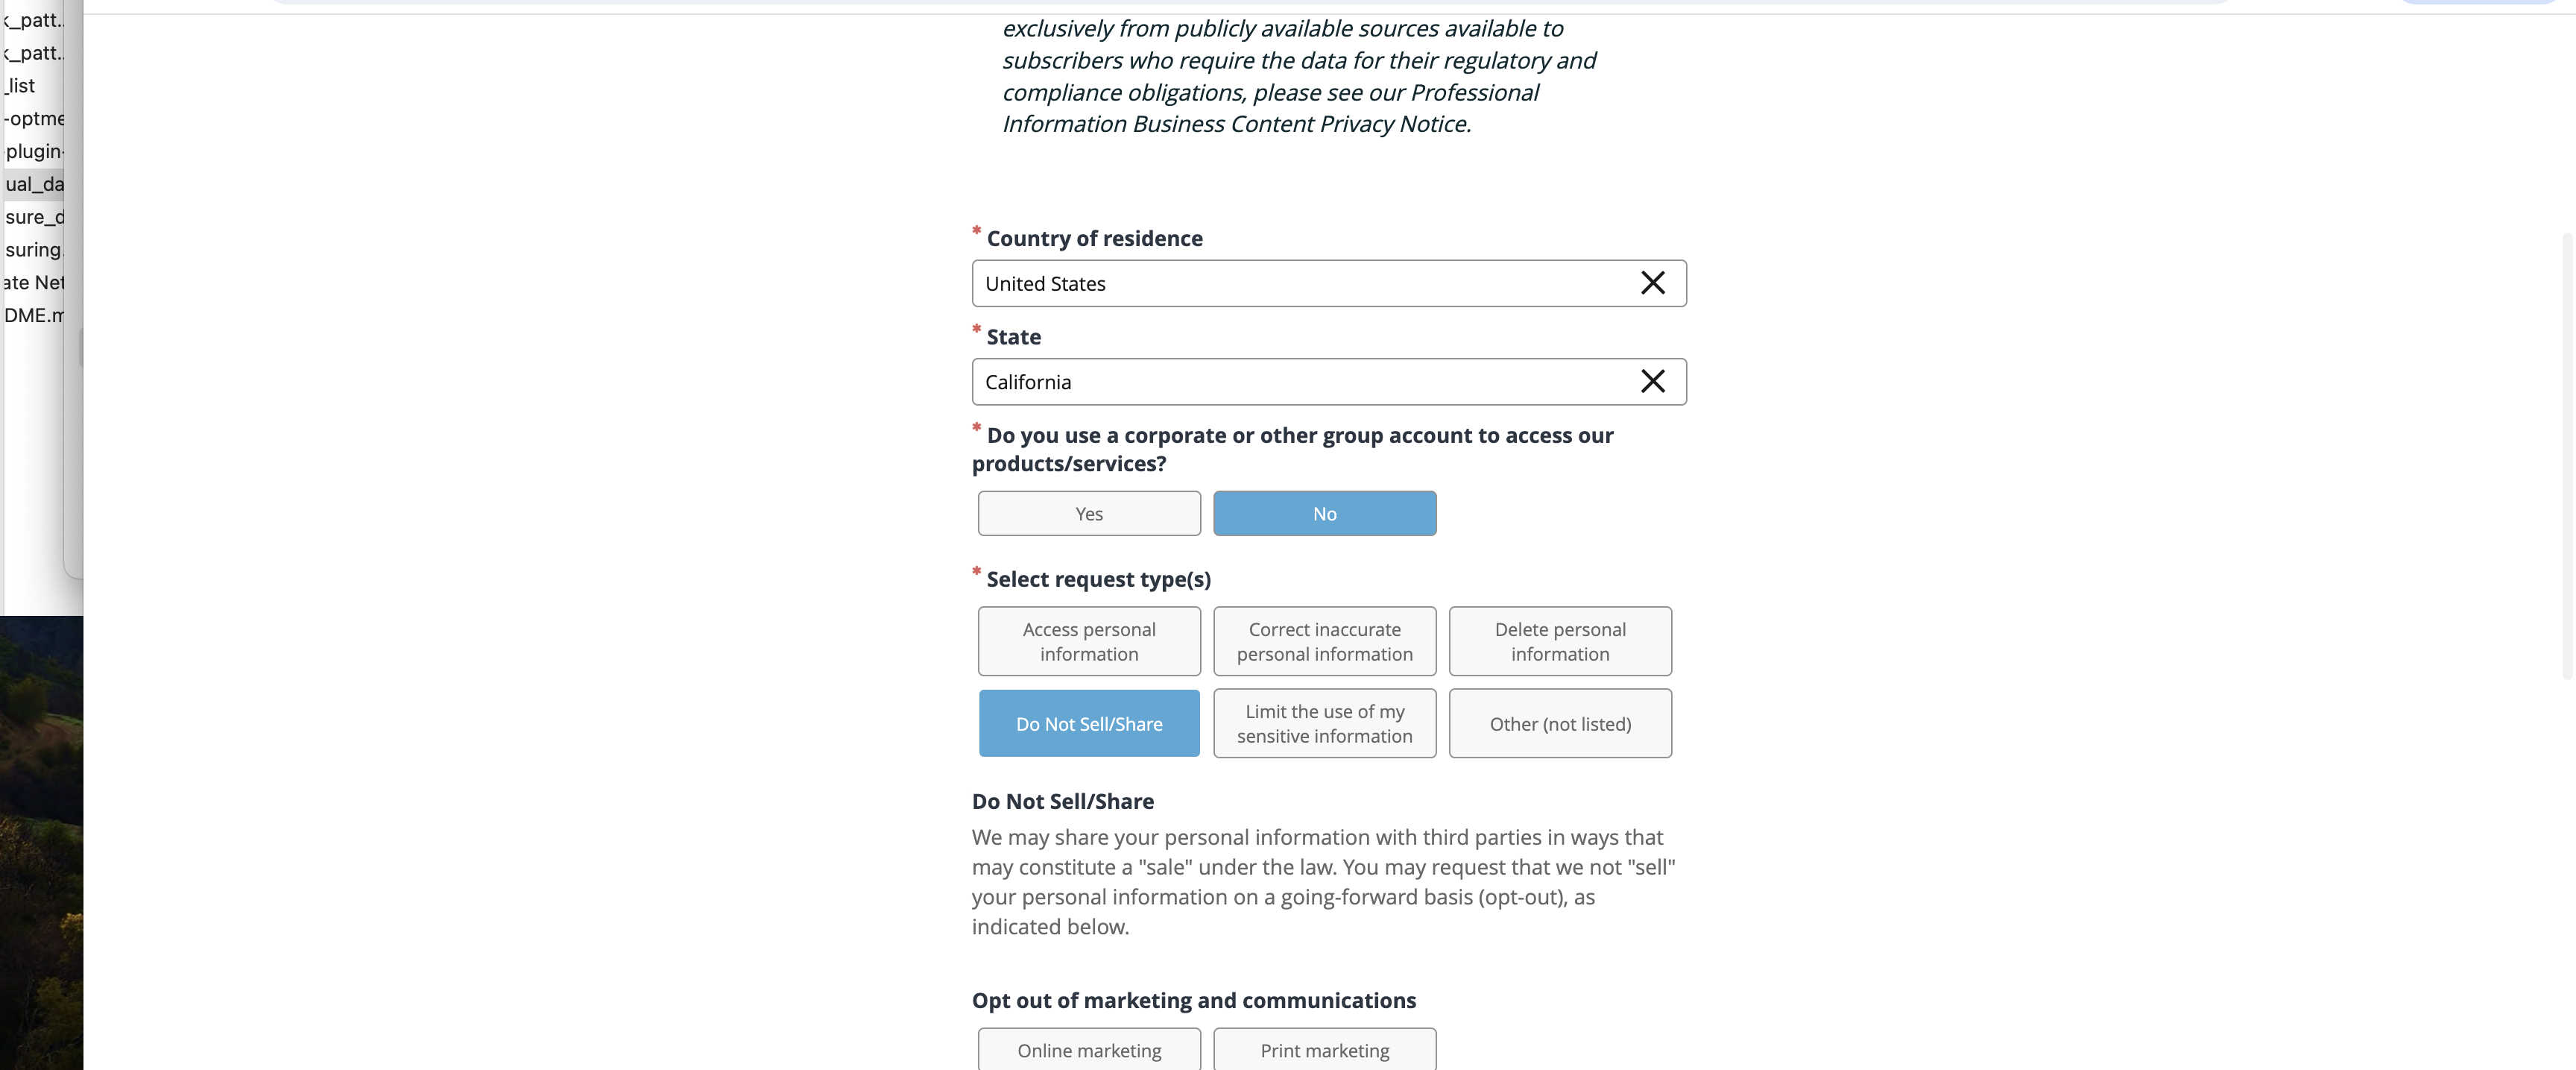 k_patt..
k_patt..
_list
-optme
plugin-
ual_da
sure_d
suring.
ate Net
DME.m
exclusively from publicly available sources available to
subscribers who require the data for their regulatory and
compliance obligations, please see our Professional
Information Business Content Privacy Notice.
* Country of residence
United States
* State
California
* Do you use a corporate or other group account to access our
products/services?
Yes No
* Select request type(s)
Access personal
information
Correct inaccurate
personal information
Delete personal
information
Do Not Sell/Share
Limit the use of my
sensitive information
Other (not listed)
Do Not Sell/Share
We may share your personal information with third parties in ways that
may constitute a "sale" under the law. You may request that we not "sell"
your personal information on a going-forward basis (opt-out), as
indicated below.
Opt out of marketing and communications
Online marketing Print marketing